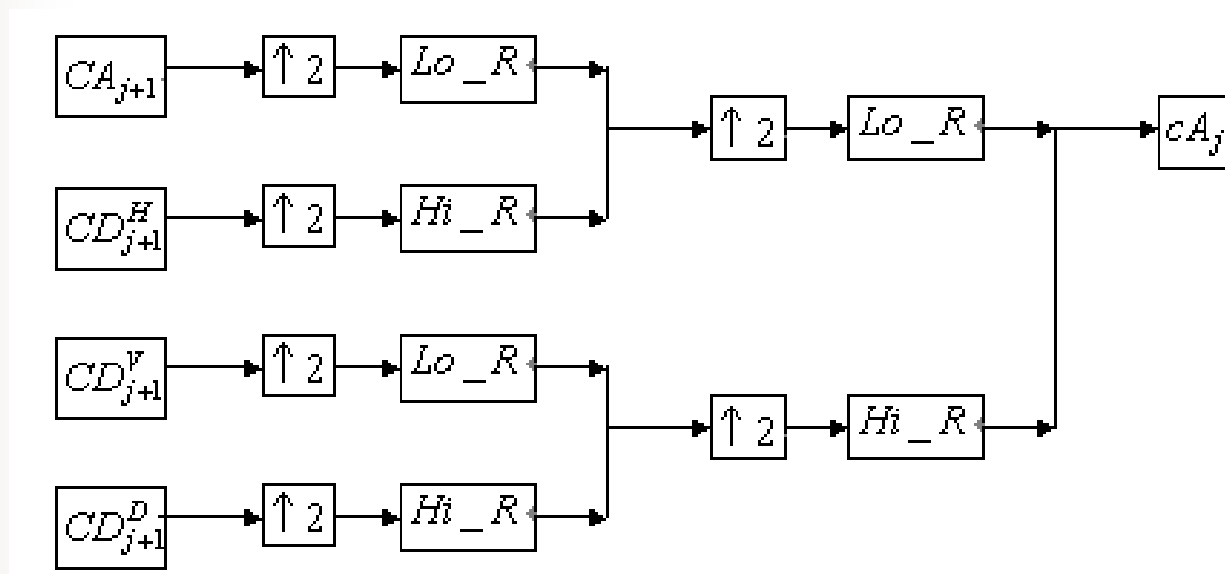 CA_{j+1} ↑ 2 Lo_R
↑ 2 Lo_R cA_j
CD^H_{j+1} ↑ 2 Hi_R
CD^V_{j+1} ↑ 2 Lo_R
↑ 2 Hi_R
CD^D_{j+1} ↑ 2 Hi_R